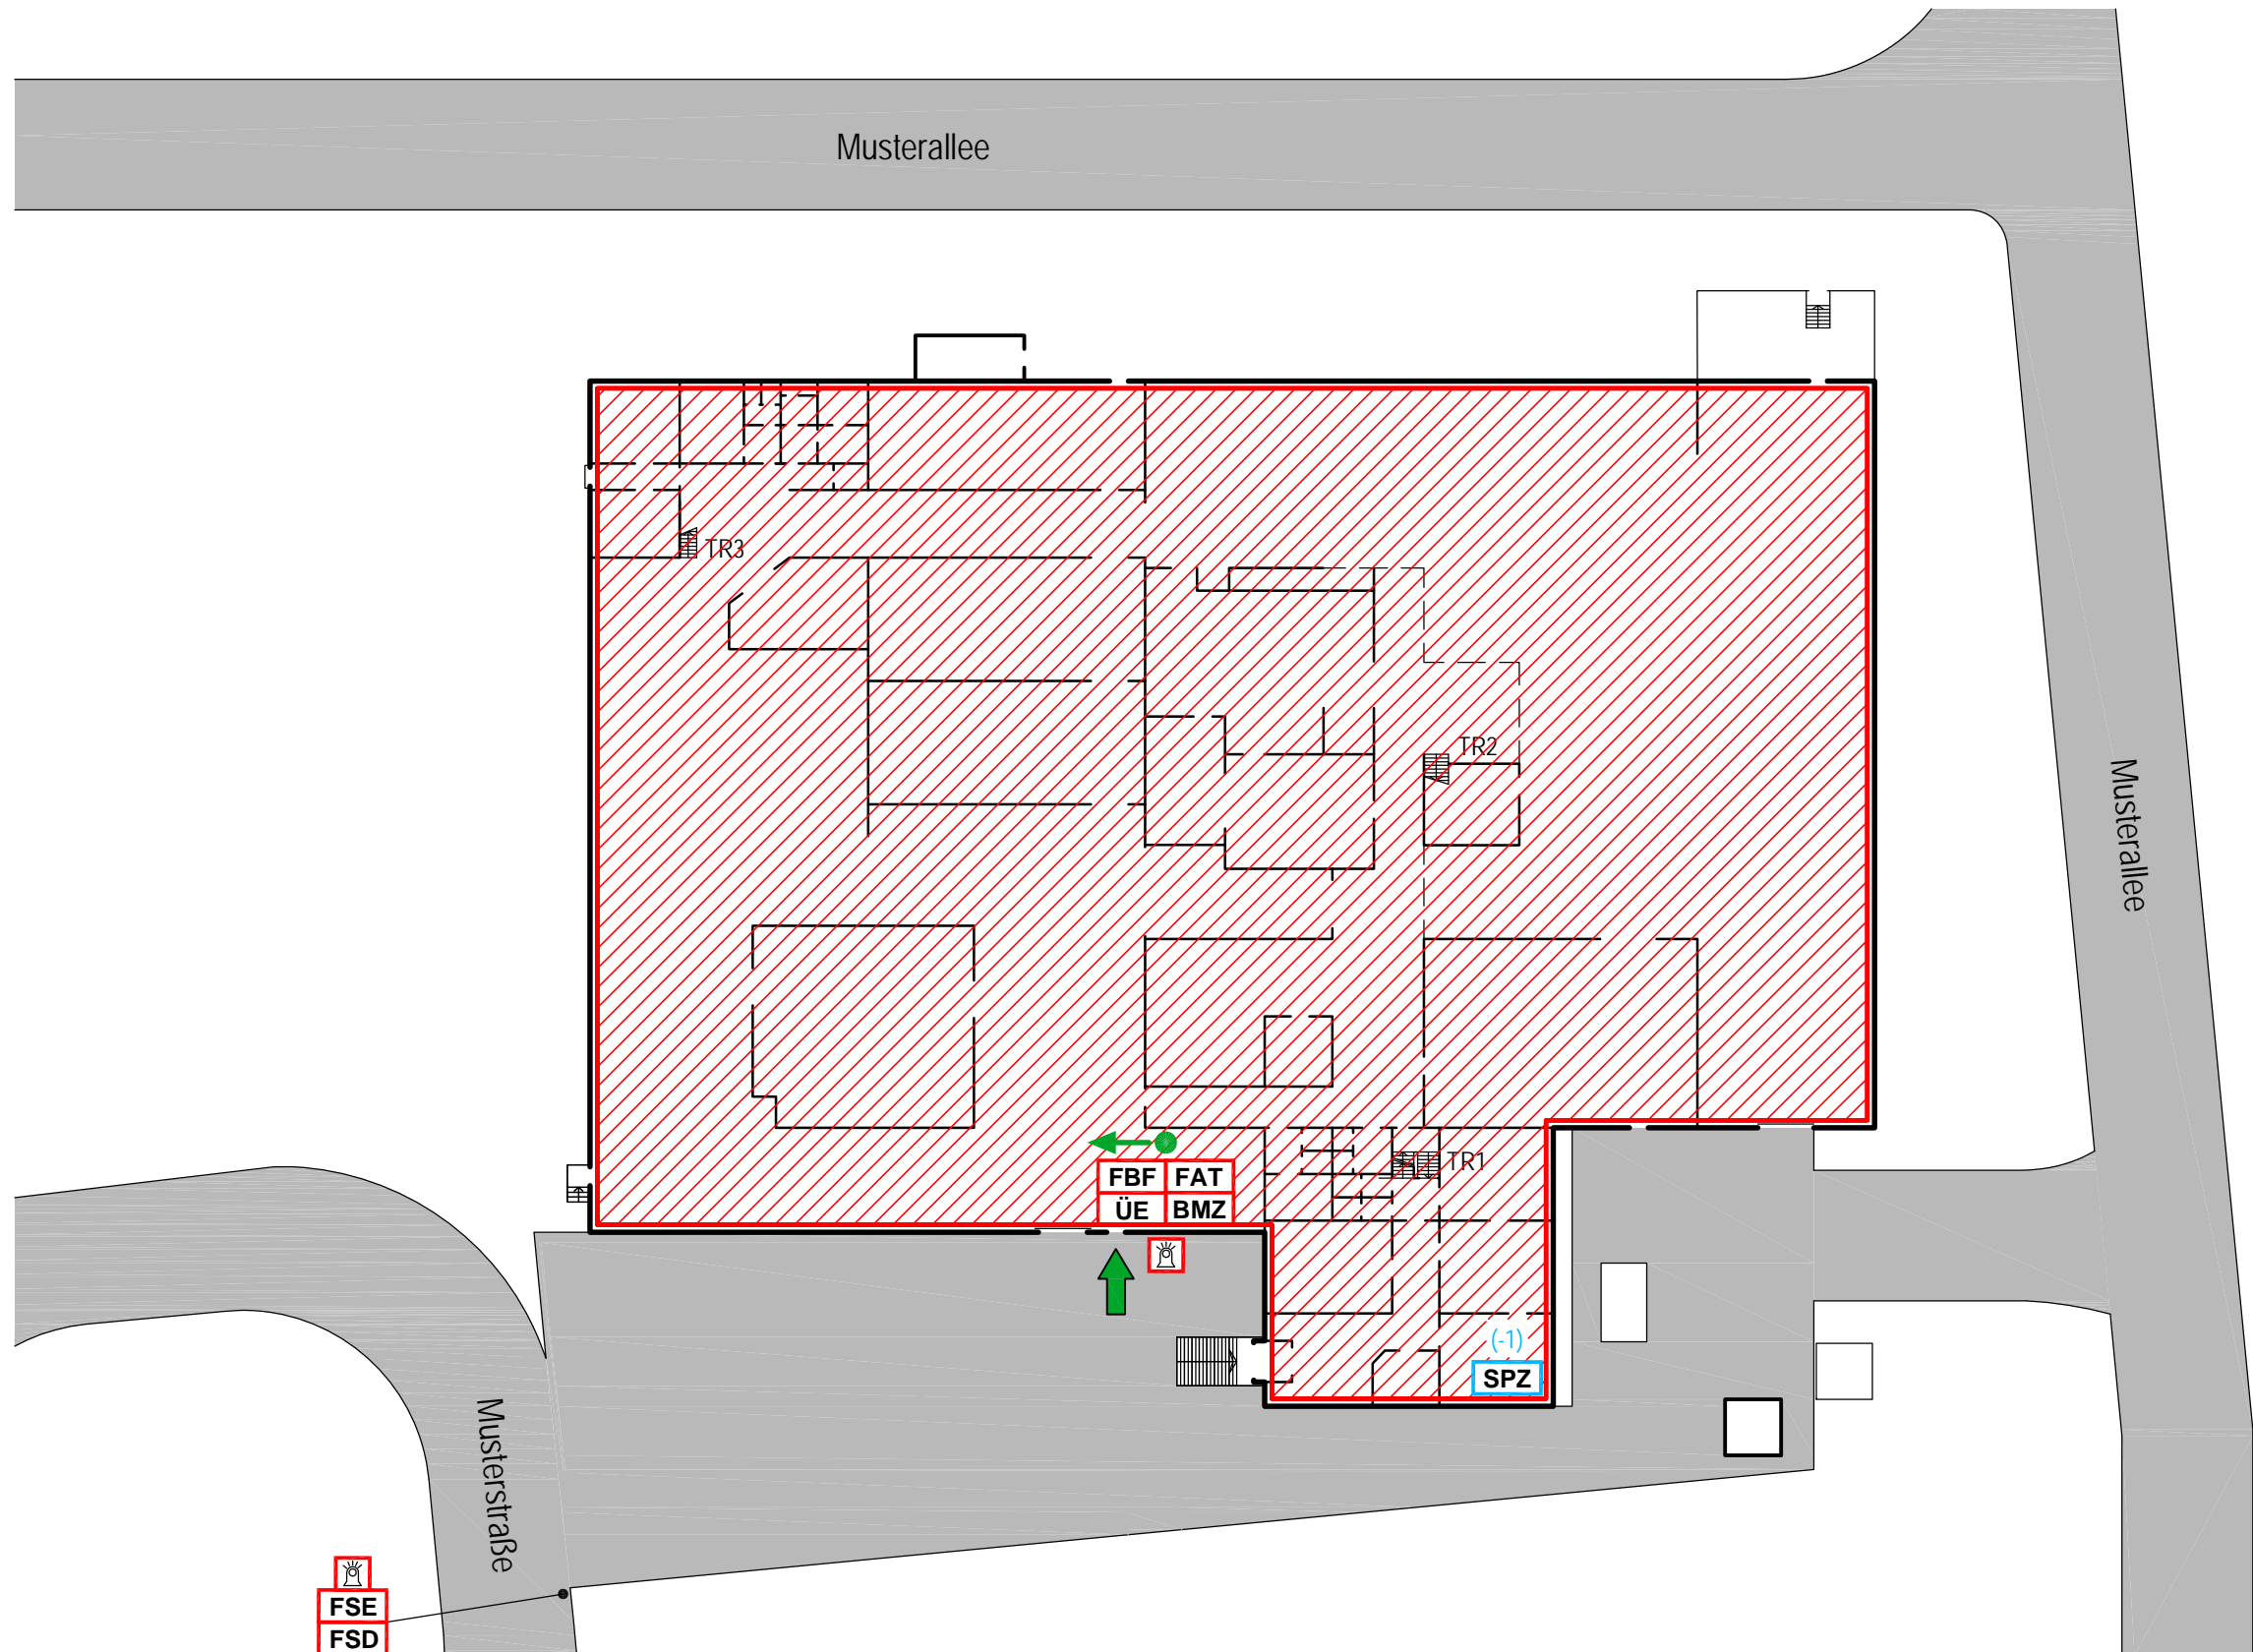 Musterallee
TR3
TR2
Musterallee
TR1
FBF FAT
ÜE BMZ
(-1)
SPZ
Musterstraße
FSE
FSD